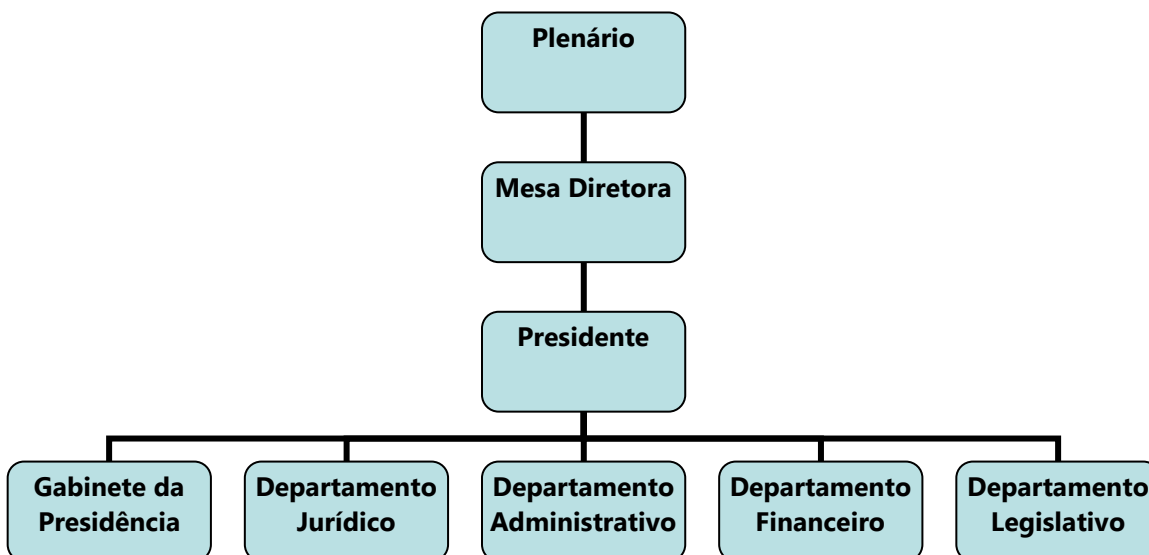 Plenário
Mesa Diretora
Presidente
Gabinete da
Presidência
Departamento
Jurídico
Departamento
Administrativo
Departamento
Financeiro
Departamento
Legislativo